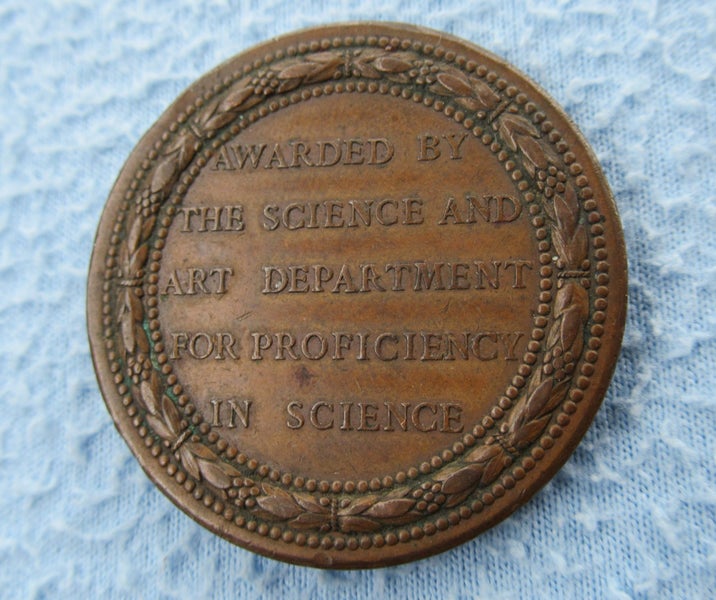 AWARDED BY
THE SCIENCE AND
ART DEPARTMENT
FOR PROFICIENCY
IN SCIENCE